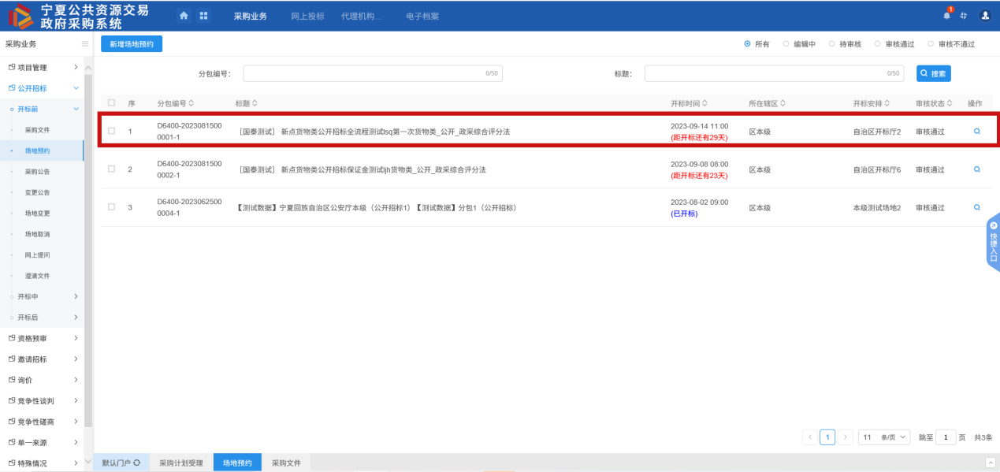 宁夏公共资源交易
政府采购系统
采购业务
网上投标
代理机构...
电子档案
1
采购业务
项目管理
公开招标
开标前
采购文件
场地预约
采购公告
变更公告
场地变更
场地取消
网上提问
澄清文件
开标中
开标后
资格预审
邀请招标
询价
竞争性谈判
竞争性磋商
单一来源
特殊情况
新增场地预约
所有 编辑中 待审核 审核通过 审核不通过
分包编号： 0/50 标题： 0/50 搜索
序 分包编号 标题 开标时间 所在辖区 开标安排 审核状态 操作
1 D6400-2023081500 [国泰测试] 新点货物类公开招标全流程测试lsq第一次货物类_公开_政采综合评分法 2023-09-14 11:00 区本级 自治区开标厅2 审核通过
0001-1 (距开标还有29天)
2 D6400-2023081500 [国泰测试] 新点货物类公开招标保证金测试ljh货物类_公开_政采综合评分法 2023-09-08 08:00 区本级 自治区开标厅6 审核通过
0002-1 (距开标还有23天)
3 D6400-2023062500 【测试数据】宁夏回族自治区公安厅本级（公开招标1）【测试数据】分包1（公开招标） 2023-08-02 09:00 区本级 本级测试场地2 审核通过
0004-1 (已开标)
快捷入口
1 11 条/页 跳至 1 页 共3条
默认门户 采购计划受理 场地预约 采购文件